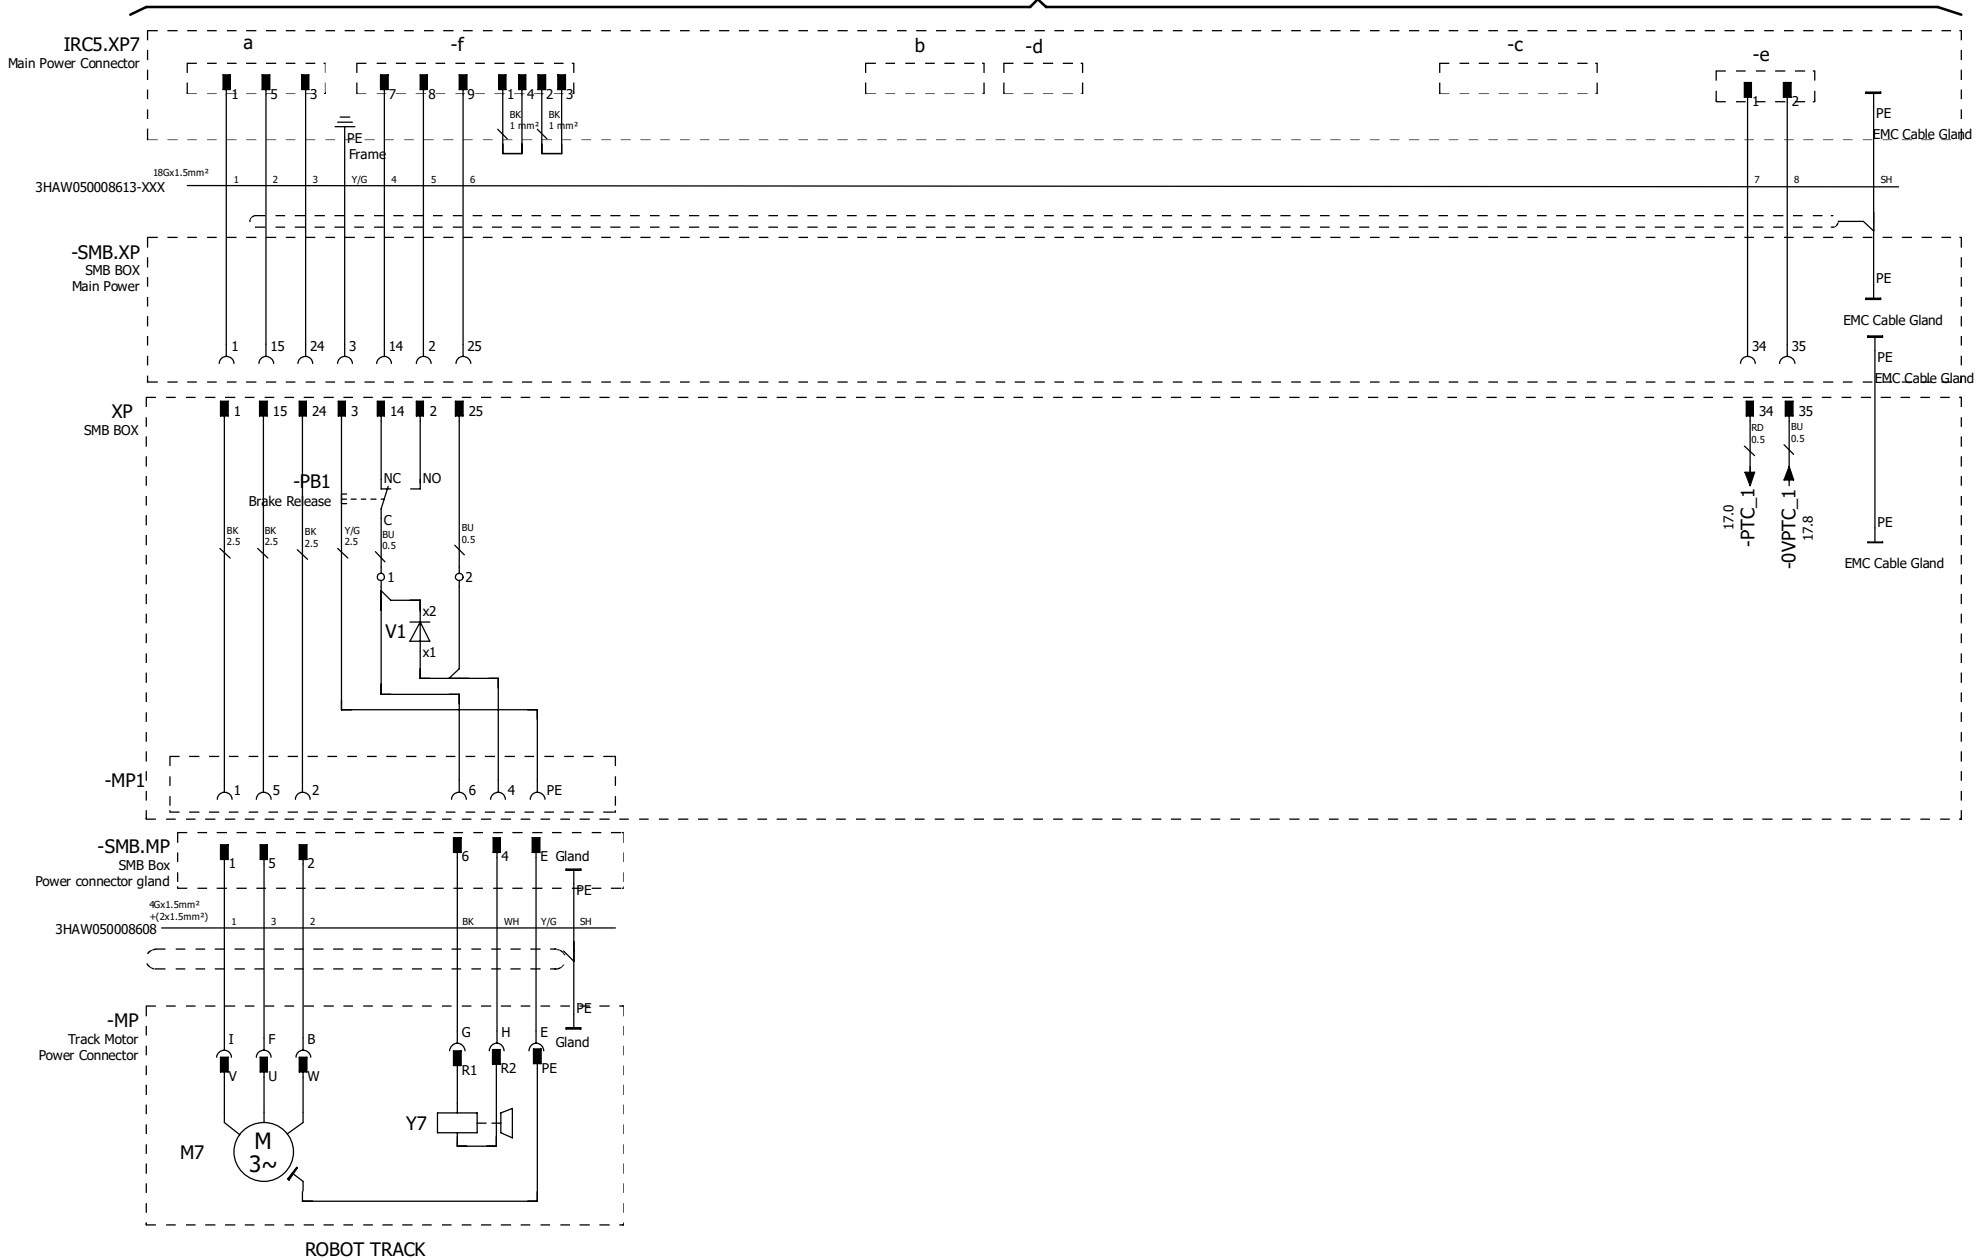 IRC5.XP7
Main Power Connector
a
-f
b
-d
-c
-e
1
5
3
7
8
9
1
4
2
3
1
2
BK
1 mm²
BK
1 mm²
PE
Frame
PE
EMC Cable Gland
3HAW050008613-XXX
18Gx1.5mm²
1
2
3
Y/G
4
5
6
7
8
SH
-SMB.XP
SMB BOX
Main Power
PE
EMC Cable Gland
1
15
24
3
14
2
25
34
35
PE
EMC Cable Gland
XP
SMB BOX
1
15
24
3
14
2
25
34
35
RD
0.5
BU
0.5
-PB1
Brake Release
NC
NO
C
BK
2.5
BK
2.5
BK
2.5
Y/G
2.5
BU
0.5
BU
0.5
17.0
-PTC_1
-0VPTC_1
17.8
PE
EMC Cable Gland
1
2
x2
V1
x1
-MP1
1
5
2
6
4
PE
-SMB.MP
SMB Box
Power connector gland
1
5
2
6
4
E
Gland
PE
4Gx1.5mm²
+(2x1.5mm²)
3HAW050008608
1
3
2
BK
WH
Y/G
SH
-MP
Track Motor
Power Connector
PE
Gland
I
F
B
G
H
E
V
U
W
R1
R2
PE
Y7
M7
M
3~
ROBOT TRACK